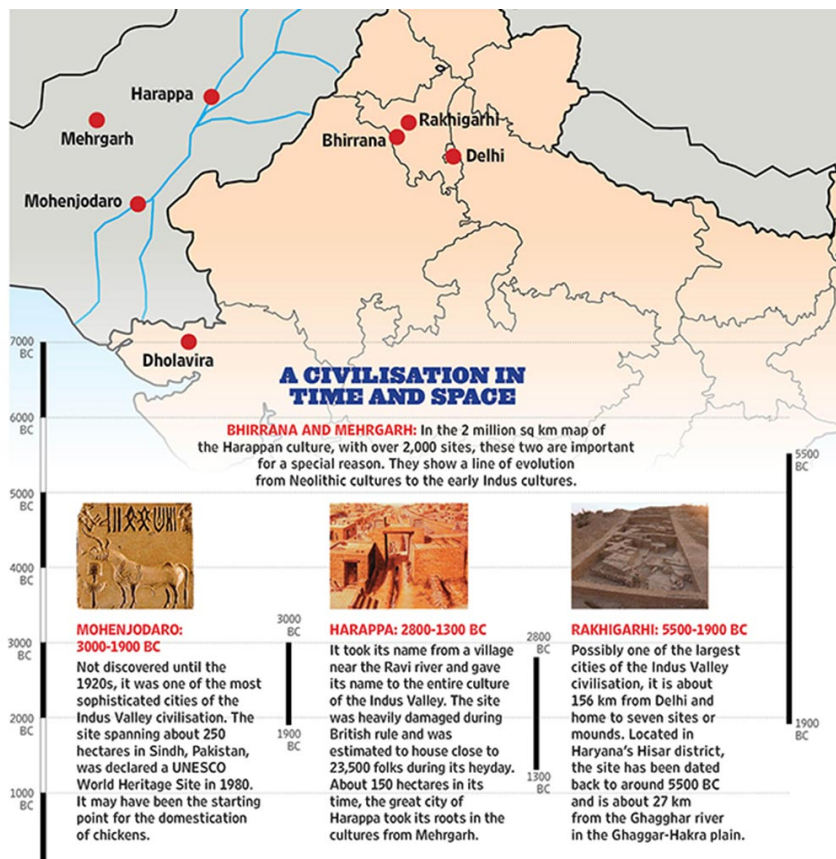 Harappa
Mehrgarh
Rakhigarhi
Bhirrana
Delhi
Mohenjodaro
Dholavira
7000
BC
6000
BC
5000
BC
4000
BC
3000
BC
2000
BC
1000
BC
A CIVILISATION IN
TIME AND SPACE
BHIRRANA AND MEHRGARH: In the 2 million sq km map of
the Harappan culture, with over 2,000 sites, these two are important
for a special reason. They show a line of evolution
from Neolithic cultures to the early Indus cultures.
MOHENJODARO:
3000-1900 BC
Not discovered until the
1920s, it was one of the most
sophisticated cities of the
Indus Valley civilisation. The
site spanning about 250
hectares in Sindh, Pakistan,
was declared a UNESCO
World Heritage Site in 1980.
It may have been the starting
point for the domestication
of chickens.
3000
BC
1900
BC
HARAPPA: 2800-1300 BC
It took its name from a village
near the Ravi river and gave
its name to the entire culture
of the Indus Valley. The site
was heavily damaged during
British rule and was
estimated to house close to
23,500 folks during its heyday.
About 150 hectares in its
time, the great city of
Harappa took its roots in the
cultures from Mehrgarh.
2800
BC
1300
BC
RAKHIGARHI: 5500-1900 BC
Possibly one of the largest
cities of the Indus Valley
civilisation, it is about
156 km from Delhi and
home to seven sites or
mounds. Located in
Haryana's Hisar district,
the site has been dated
back to around 5500 BC
and is about 27 km
from the Ghagghar river
in the Ghaggar-Hakra plain.
5500
BC
1900
BC